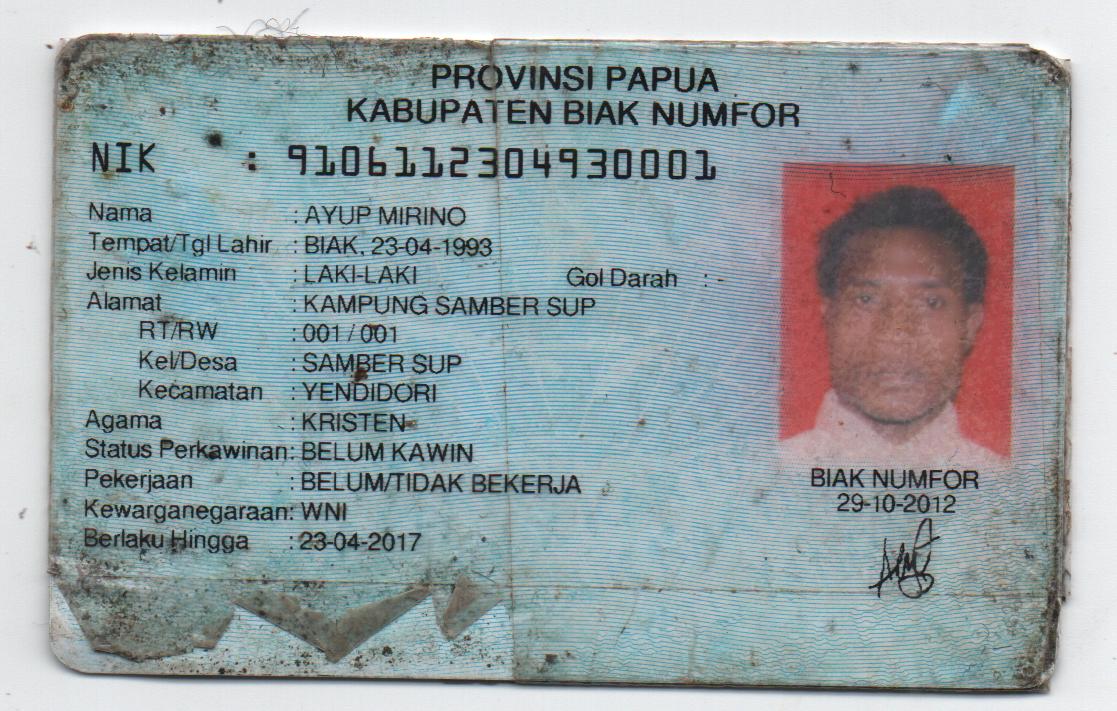 PROVINSI PAPUA
KABUPATEN BIAK NUMFOR
NIK : 9106112304930001
Nama : AYUP MIRINO
Tempat/Tgl Lahir : BIAK, 23-04-1993
Jenis Kelamin : LAKI-LAKI Gol Darah : -
Alamat : KAMPUNG SAMBER SUP
RT/RW : 001 / 001
Kel/Desa : SAMBER SUP
Kecamatan : YENDIDORI
Agama : KRISTEN
Status Perkawinan: BELUM KAWIN
Pekerjaan : BELUM/TIDAK BEKERJA
Kewarganegaraan: WNI
Berlaku Hingga : 23-04-2017
BIAK NUMFOR
29-10-2012